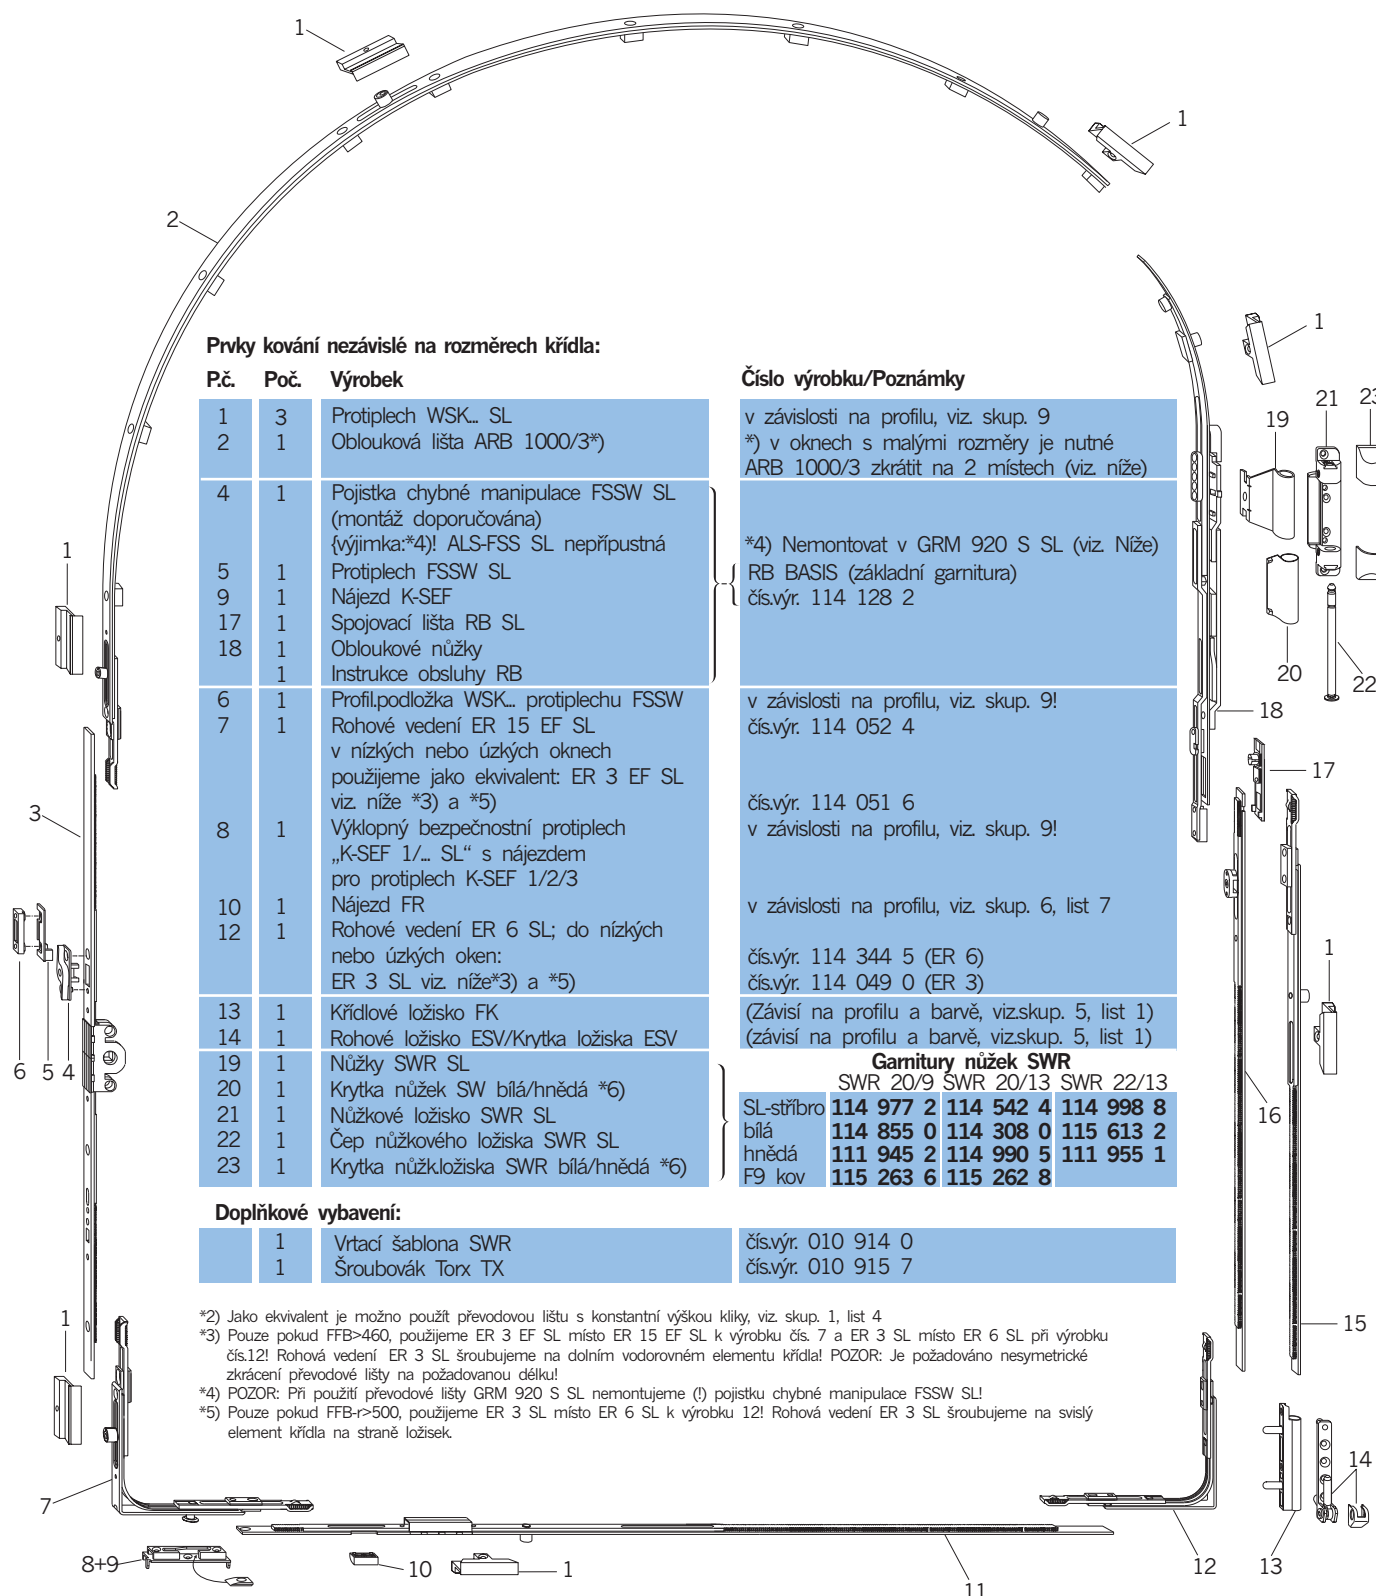 1
1
2
1
Prvky kování nezávislé na rozměrech křídla:
P.č. Poč. Výrobek Číslo výrobku/Poznámky
1 3 Protiplech WSK... SL v závislosti na profilu, viz. skup. 9
2 1 Oblouková lišta ARB 1000/3*) *) v oknech s malými rozměry je nutné
ARB 1000/3 zkrátit na 2 místech (viz. níže)
4 1 Pojistka chybné manipulace FSSW SL
(montáž doporučována)
{výjimka:*4)! ALS-FSS SL nepřípustná *4) Nemontovat v GRM 920 S SL (viz. Níže)
5 1 Protiplech FSSW SL RB BASIS (základní garnitura)
9 1 Nájezd K-SEF čís.výr. 114 128 2
17 1 Spojovací lišta RB SL
18 1 Obloukové nůžky
1 Instrukce obsluhy RB
6 1 Profil.podložka WSK... protiplechu FSSW v závislosti na profilu, viz. skup. 9!
7 1 Rohové vedení ER 15 EF SL čís.výr. 114 052 4
v nízkých nebo úzkých oknech
použijeme jako ekvivalent: ER 3 EF SL
viz. níže *3) a *5) čís.výr. 114 051 6
8 1 Výklopný bezpečnostní protiplech v závislosti na profilu, viz. skup. 9!
„K-SEF 1/... SL“ s nájezdem
pro protiplech K-SEF 1/2/3
10 1 Nájezd FR v závislosti na profilu, viz. skup. 6, list 7
12 1 Rohové vedení ER 6 SL; do nízkých
nebo úzkých oken: čís.výr. 114 344 5 (ER 6)
ER 3 SL viz. níže*3) a *5) čís.výr. 114 049 0 (ER 3)
13 1 Křídlové ložisko FK (Závisí na profilu a barvě, viz.skup. 5, list 1)
14 1 Rohové ložisko ESV/Krytka ložiska ESV (závisí na profilu a barvě, viz.skup. 5, list 1)
19 1 Nůžky SWR SL Garnitury nůžek SWR
20 1 Krytka nůžek SW bílá/hnědá *6) SWR 20/9 SWR 20/13 SWR 22/13
21 1 Nůžkové ložisko SWR SL SL-stříbro 114 977 2 114 542 4 114 998 8
22 1 Čep nůžkového ložiska SWR SL bílá 114 855 0 114 308 0 115 613 2
23 1 Krytka nůžk.ložiska SWR bílá/hnědá *6) hnědá 111 945 2 114 990 5 111 955 1
F9 kov 115 263 6 115 262 8
Doplňkové vybavení:
1 Vrtací šablona SWR čís.výr. 010 914 0
1 Šroubovák Torx TX čís.výr. 010 915 7
*2) Jako ekvivalent je možno použít převodovou lištu s konstantní výškou kliky, viz. skup. 1, list 4
*3) Pouze pokud FFB>460, použijeme ER 3 EF SL místo ER 15 EF SL k výrobku čís. 7 a ER 3 SL místo ER 6 SL při výrobku
čís.12! Rohová vedení ER 3 SL šroubujeme na dolním vodorovném elementu křídla! POZOR: Je požadováno nesymetrické
zkrácení převodové lišty na požadovanou délku!
*4) POZOR: Při použití převodové lišty GRM 920 S SL nemontujeme (!) pojistku chybné manipulace FSSW SL!
*5) Pouze pokud FFB-r>500, použijeme ER 3 SL místo ER 6 SL k výrobku 12! Rohová vedení ER 3 SL šroubujeme na svislý
element křídla na straně ložisek.
21 23
19
1
20
22
18
17
3
1
6 5 4
16
1
15
7
14
8+9 10 1 12 13
11